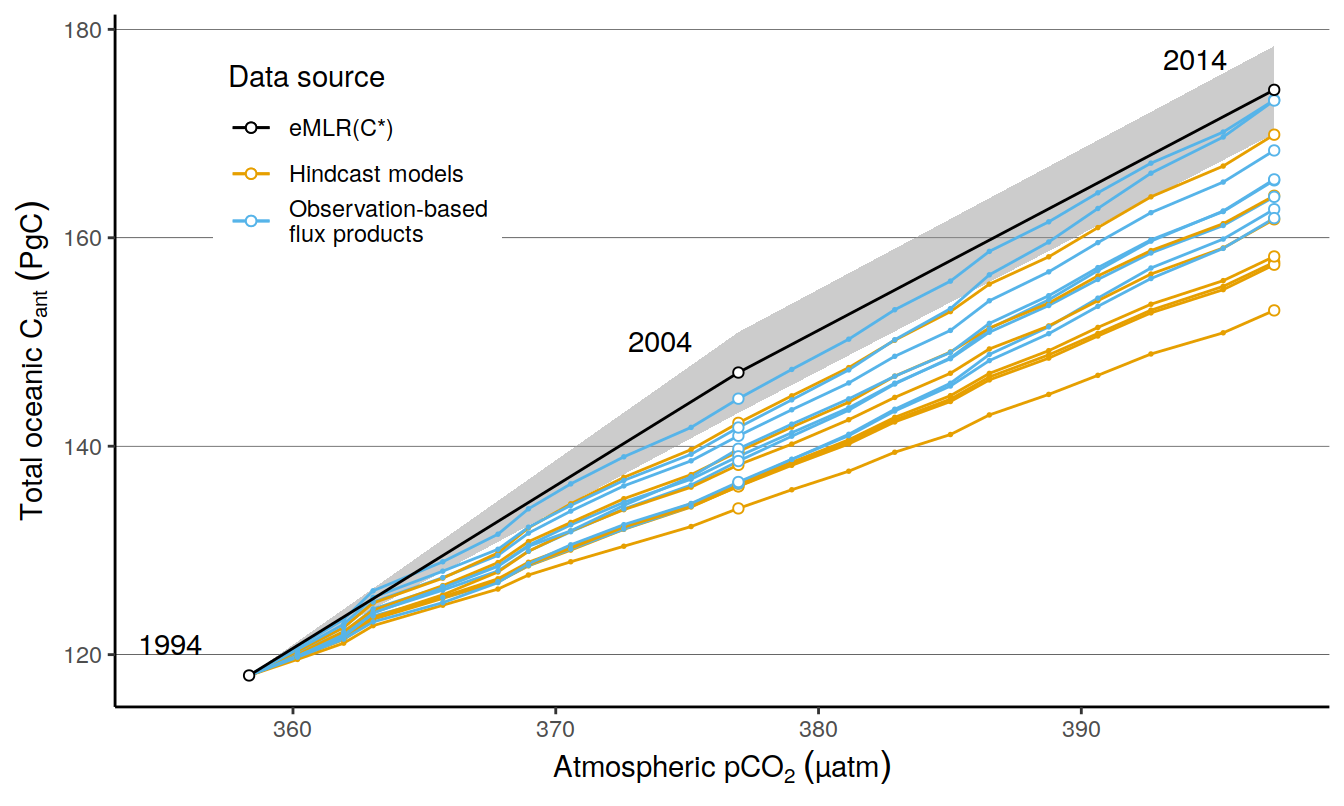 180
160
140
120
Total oceanic Cant (PgC)
Data source
eMLR(C*)
Hindcast models
Observation-based
flux products
2014
2004
1994
360 370 380 390
Atmospheric pCO2 (µatm)